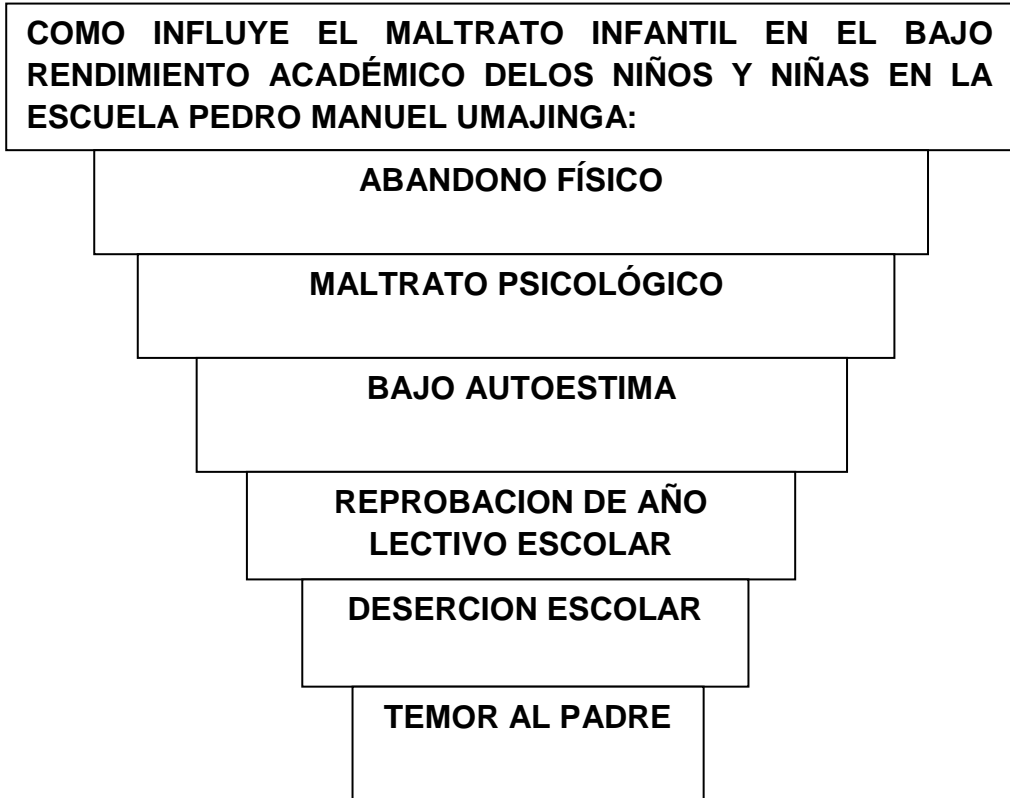 COMO INFLUYE EL MALTRATO INFANTIL EN EL BAJO
RENDIMIENTO ACADÉMICO DELOS NIÑOS Y NIÑAS EN LA
ESCUELA PEDRO MANUEL UMAJINGA:
ABANDONO FÍSICO
MALTRATO PSICOLÓGICO
BAJO AUTOESTIMA
REPROBACION DE AÑO
LECTIVO ESCOLAR
DESERCION ESCOLAR
TEMOR AL PADRE